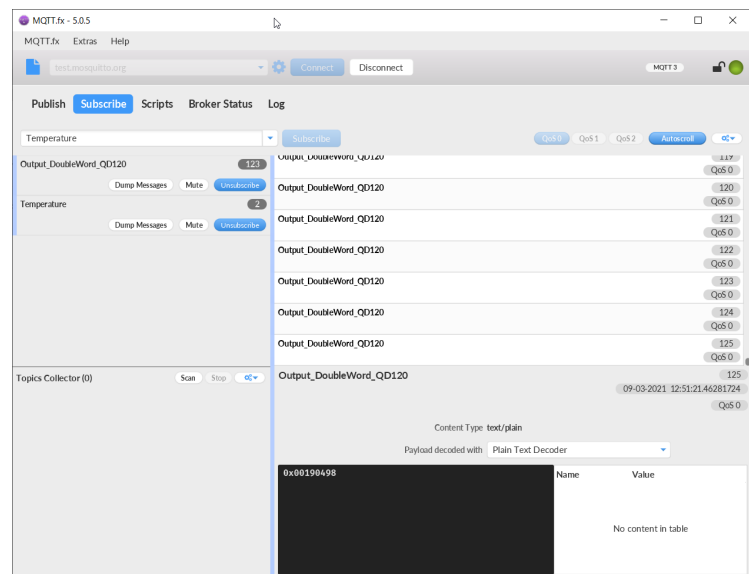 MQTT.fx - 5.0.5
MQTT.fx Extras Help
test.mosquitto.org Connect Disconnect MQTT 3
Publish Subscribe Scripts Broker Status Log
Temperature Subscribe QoS 0 QoS 1 QoS 2 Autoscroll
Output_DoubleWord_QD120 123
Dump Messages Mute Unsubscribe
Temperature 2
Dump Messages Mute Unsubscribe
Output_DoubleWord_QD120 119
QoS 0
Output_DoubleWord_QD120 120
QoS 0
Output_DoubleWord_QD120 121
QoS 0
Output_DoubleWord_QD120 122
QoS 0
Output_DoubleWord_QD120 123
QoS 0
Output_DoubleWord_QD120 124
QoS 0
Output_DoubleWord_QD120 125
QoS 0
Topics Collector (0) Scan Stop
Output_DoubleWord_QD120 125
09-03-2021 12:51:21.46281724
QoS 0
Content Type text/plain
Payload decoded with Plain Text Decoder
0x00190498
Name Value
No content in table